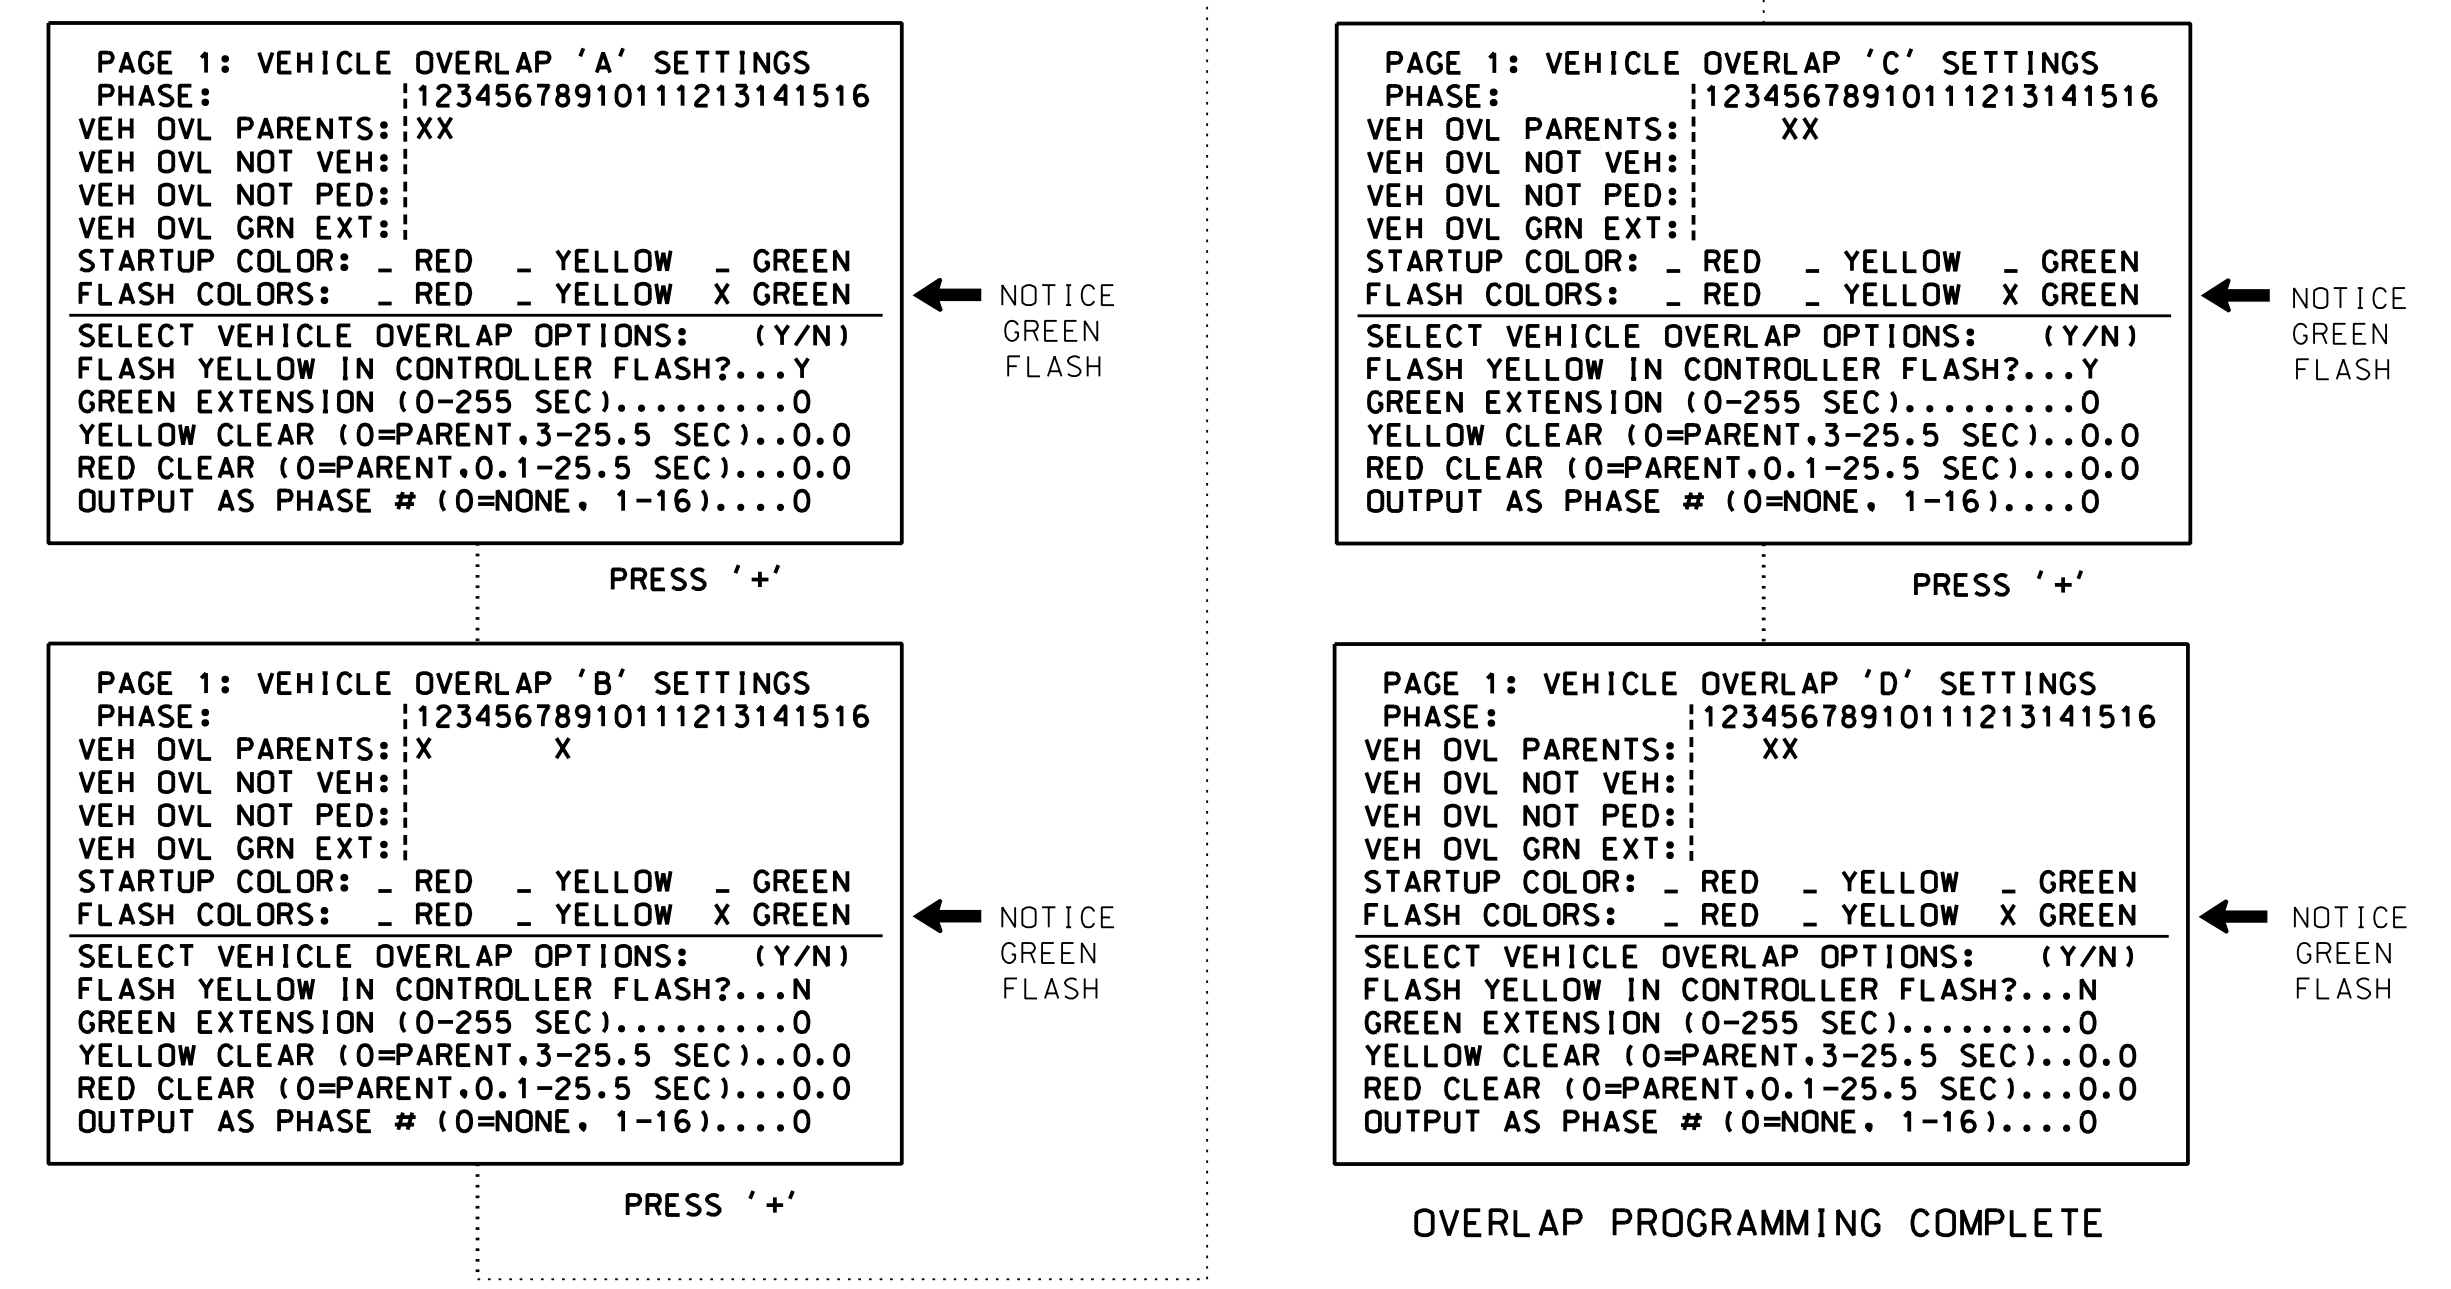 PAGE 1: VEHICLE OVERLAP 'A' SETTINGS
PHASE: ¦12345678910111213141516
VEH OVL PARENTS:¦XX
VEH OVL NOT VEH:¦
VEH OVL NOT PED:¦
VEH OVL GRN EXT:¦
STARTUP COLOR: _ RED _ YELLOW _ GREEN
FLASH COLORS: _ RED _ YELLOW X GREEN
SELECT VEHICLE OVERLAP OPTIONS: (Y/N)
FLASH YELLOW IN CONTROLLER FLASH?...Y
GREEN EXTENSION (0-255 SEC).........0
YELLOW CLEAR (0=PARENT,3-25.5 SEC)..0.0
RED CLEAR (0=PARENT,0.1-25.5 SEC)...0.0
OUTPUT AS PHASE # (0=NONE, 1-16)....0
NOTICE
GREEN
FLASH
PRESS '+'
PAGE 1: VEHICLE OVERLAP 'B' SETTINGS
PHASE: ¦12345678910111213141516
VEH OVL PARENTS:¦X      X
VEH OVL NOT VEH:¦
VEH OVL NOT PED:¦
VEH OVL GRN EXT:¦
STARTUP COLOR: _ RED _ YELLOW _ GREEN
FLASH COLORS: _ RED _ YELLOW X GREEN
SELECT VEHICLE OVERLAP OPTIONS: (Y/N)
FLASH YELLOW IN CONTROLLER FLASH?...N
GREEN EXTENSION (0-255 SEC).........0
YELLOW CLEAR (0=PARENT,3-25.5 SEC)..0.0
RED CLEAR (0=PARENT,0.1-25.5 SEC)...0.0
OUTPUT AS PHASE # (0=NONE, 1-16)....0
NOTICE
GREEN
FLASH
PRESS '+'
PAGE 1: VEHICLE OVERLAP 'C' SETTINGS
PHASE: ¦12345678910111213141516
VEH OVL PARENTS:¦    XX
VEH OVL NOT VEH:¦
VEH OVL NOT PED:¦
VEH OVL GRN EXT:¦
STARTUP COLOR: _ RED _ YELLOW _ GREEN
FLASH COLORS: _ RED _ YELLOW X GREEN
SELECT VEHICLE OVERLAP OPTIONS: (Y/N)
FLASH YELLOW IN CONTROLLER FLASH?...Y
GREEN EXTENSION (0-255 SEC).........0
YELLOW CLEAR (0=PARENT,3-25.5 SEC)..0.0
RED CLEAR (0=PARENT,0.1-25.5 SEC)...0.0
OUTPUT AS PHASE # (0=NONE, 1-16)....0
NOTICE
GREEN
FLASH
PRESS '+'
PAGE 1: VEHICLE OVERLAP 'D' SETTINGS
PHASE: ¦12345678910111213141516
VEH OVL PARENTS:¦   XX
VEH OVL NOT VEH:¦
VEH OVL NOT PED:¦
VEH OVL GRN EXT:¦
STARTUP COLOR: _ RED _ YELLOW _ GREEN
FLASH COLORS: _ RED _ YELLOW X GREEN
SELECT VEHICLE OVERLAP OPTIONS: (Y/N)
FLASH YELLOW IN CONTROLLER FLASH?...N
GREEN EXTENSION (0-255 SEC).........0
YELLOW CLEAR (0=PARENT,3-25.5 SEC)..0.0
RED CLEAR (0=PARENT,0.1-25.5 SEC)...0.0
OUTPUT AS PHASE # (0=NONE, 1-16)....0
NOTICE
GREEN
FLASH
OVERLAP PROGRAMMING COMPLETE